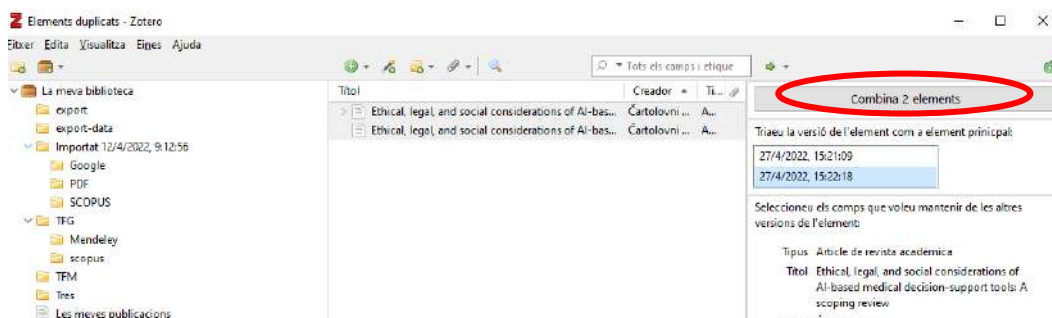 Elements duplicats - Zotero
Fitxer Edita Visualitza Eines Ajuda
Tots els camps i etique
La meva biblioteca
export
export-data
Importat 12/4/2022, 9:12:56
Google
PDF
SCOPUS
TFG
Mendeley
scopus
TFM
Tres
Les meves publicacions
Títol Creador Ti...
Ethical, legal, and social considerations of AI-bas... Čartolovni ... A...
Ethical, legal, and social considerations of AI-bas... Čartolovni ... A...
Combina 2 elements
Triaeu la versió de l'element com a element prinicpal:
27/4/2022, 15:21:09
27/4/2022, 15:22:18
Seleccioneu els camps que voleu mantenir de les altres
versions de l'element:
Tipus Article de revista acadèmica
Títol Ethical, legal, and social considerations of
AI-based medical decision-support tools: A
scoping review